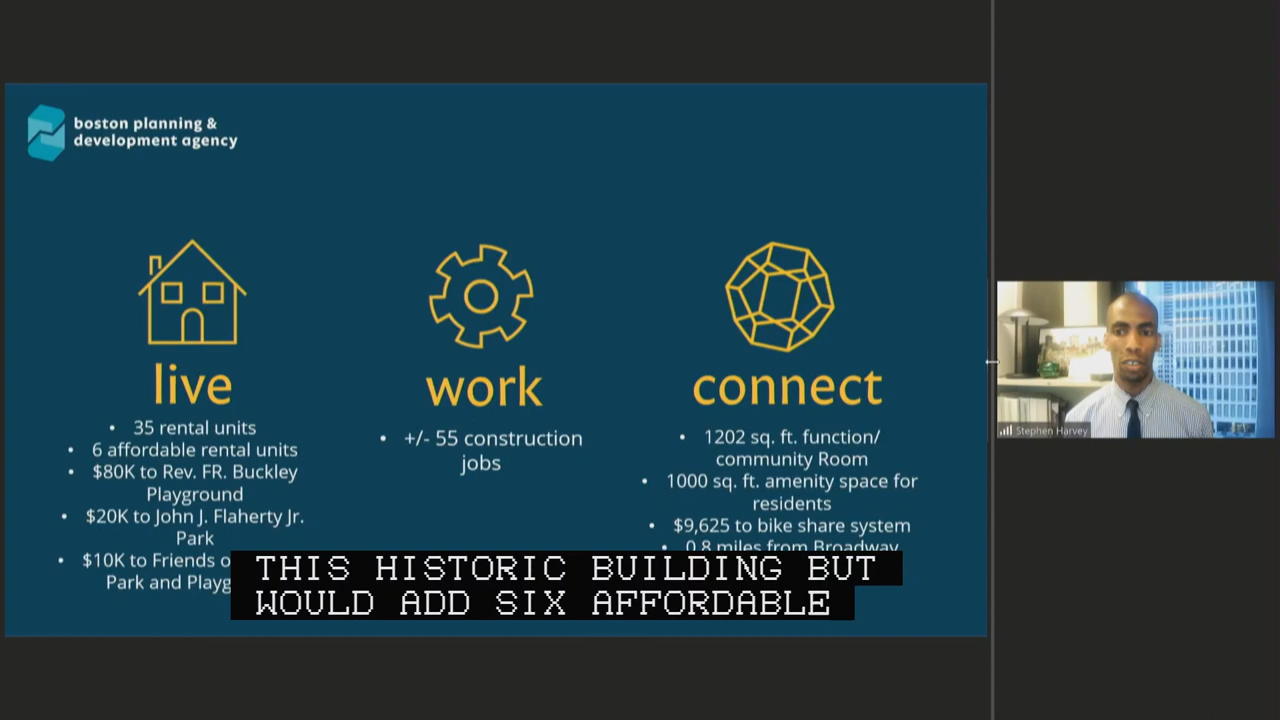 boston planning &
development agency
live
• 35 rental units
• 6 affordable rental units
• $80K to Rev. FR. Buckley
Playground
• $20K to John J. Flaherty Jr.
Park
• $10K to Friends o
Park and Playg
work
• +/- 55 construction
jobs
connect
• 1202 sq. ft. function/
community Room
• 1000 sq. ft. amenity space for
residents
• $9,625 to bike share system
• 0.8 miles from Broadway
THIS HISTORIC BUILDING BUT
WOULD ADD SIX AFFORDABLE
Stephen Harvey